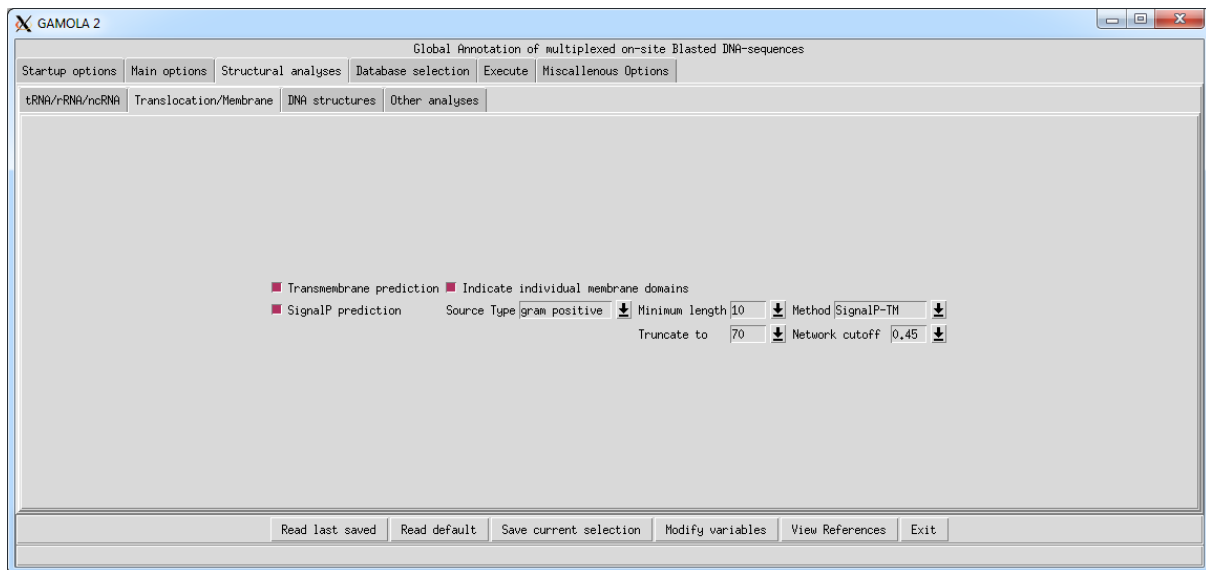 GAMOLA 2
Global Annotation of multiplexed on-site Blasted DNA-sequences
Startup options Main options Structural analyses Database selection Execute Miscallenous Options
tRNA/rRNA/ncRNA Translocation/Membrane DNA structures Other analyses
Transmembrane prediction Indicate individual membrane domains
SignalP prediction Source Type gram positive Minimum length 10 Method SignalP-TM
Truncate to 70 Network cutoff 0.45
Read last saved Read default Save current selection Modify variables View References Exit